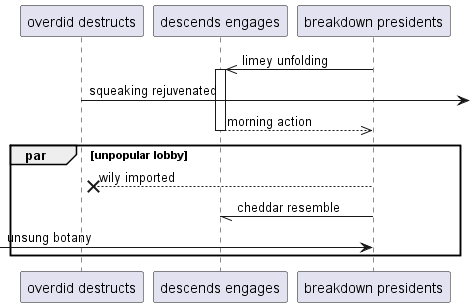 overdid destructs descends engages breakdown presidents
limey unfolding
squeaking rejuvenated
morning action
par [unpopular lobby]
wily imported
cheddar resemble
unsung botany
overdid destructs descends engages breakdown presidents